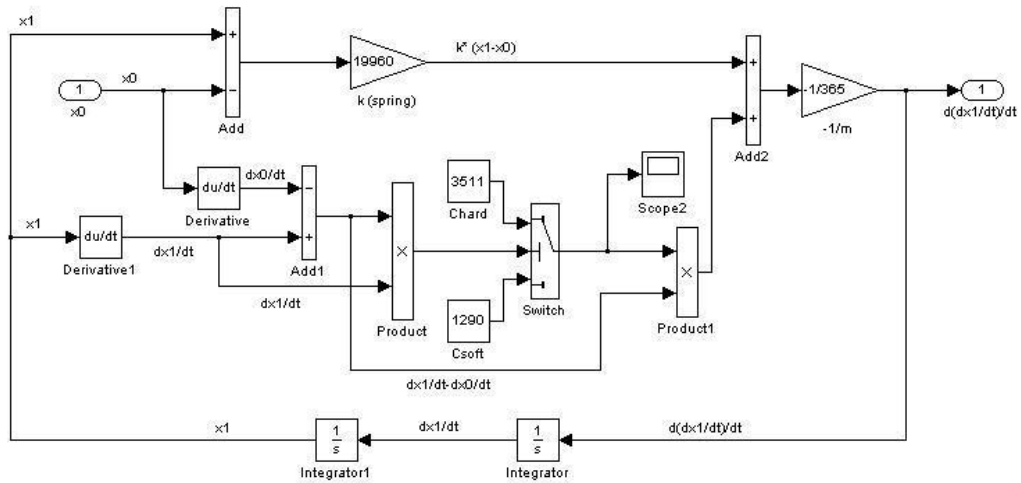 x1
Add
+
−
1
x0
x0
19960
k (spring)
k* (x1-x0)
+
+
Add2
-1/365
-1/m
1
d(dx1/dt)/dt
du/dt
Derivative
dx0/dt
x1
du/dt
Derivative1
dx1/dt
−
+
Add1
dx1/dt
×
Product
3511
Chard
1290
Csoft
Switch
Scope2
×
Product1
dx1/dt-dx0/dt
x1
1
s
Integrator1
dx1/dt
1
s
Integrator
d(dx1/dt)/dt